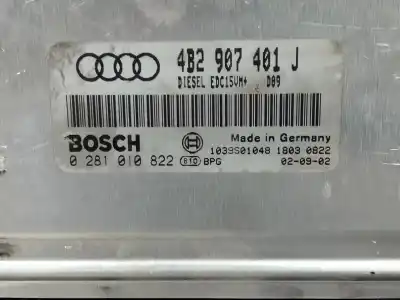 4B2 907 401 J
DIESEL EDC15VM+ D09
BOSCH
Made in Germany
1039S01048 1803 0822
0 281 010 822 810 BPG
02-09-02